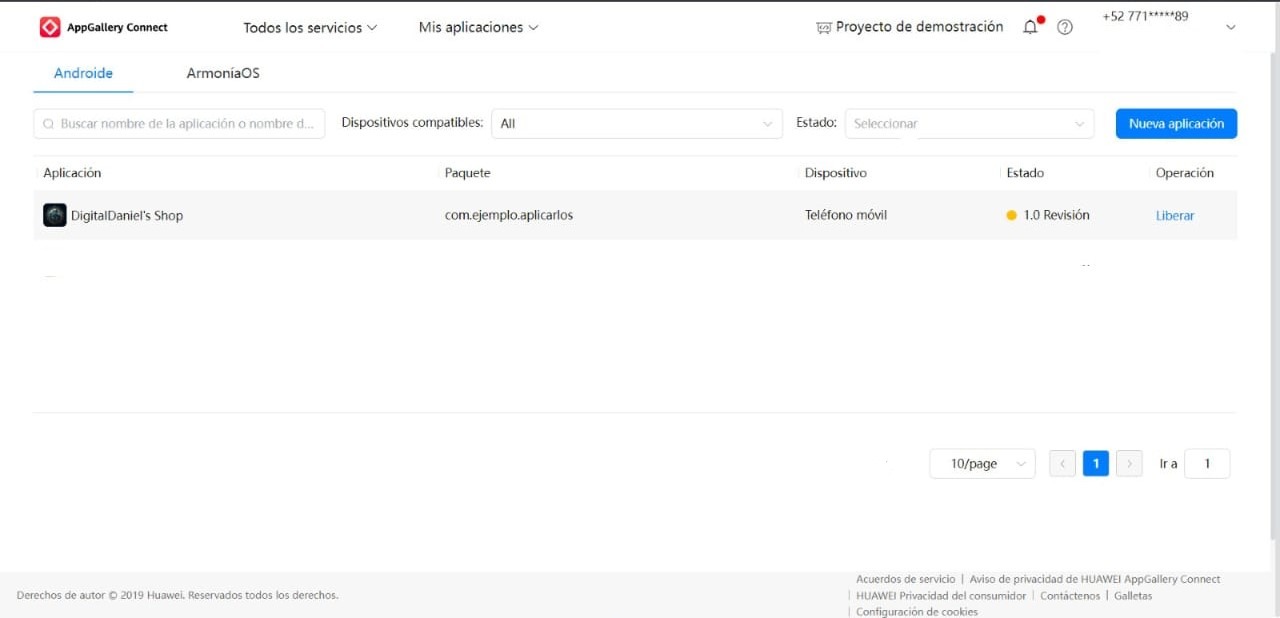 AppGallery Connect Todos los servicios Mis aplicaciones Proyecto de demostración +52 771*****89
Androide ArmoníaOS
Buscar nombre de la aplicación o nombre d... Dispositivos compatibles: All Estado: Seleccionar Nueva aplicación
Aplicación Paquete Dispositivo Estado Operación
DigitalDaniel's Shop com.ejemplo.aplicarlos Teléfono móvil 1.0 Revisión Liberar
10/page < 1 > Ir a 1
Acuerdos de servicio | Aviso de privacidad de HUAWEI AppGallery Connect
Derechos de autor © 2019 Huawei. Reservados todos los derechos. | HUAWEI Privacidad del consumidor | Contáctenos | Galletas
| Configuración de cookies